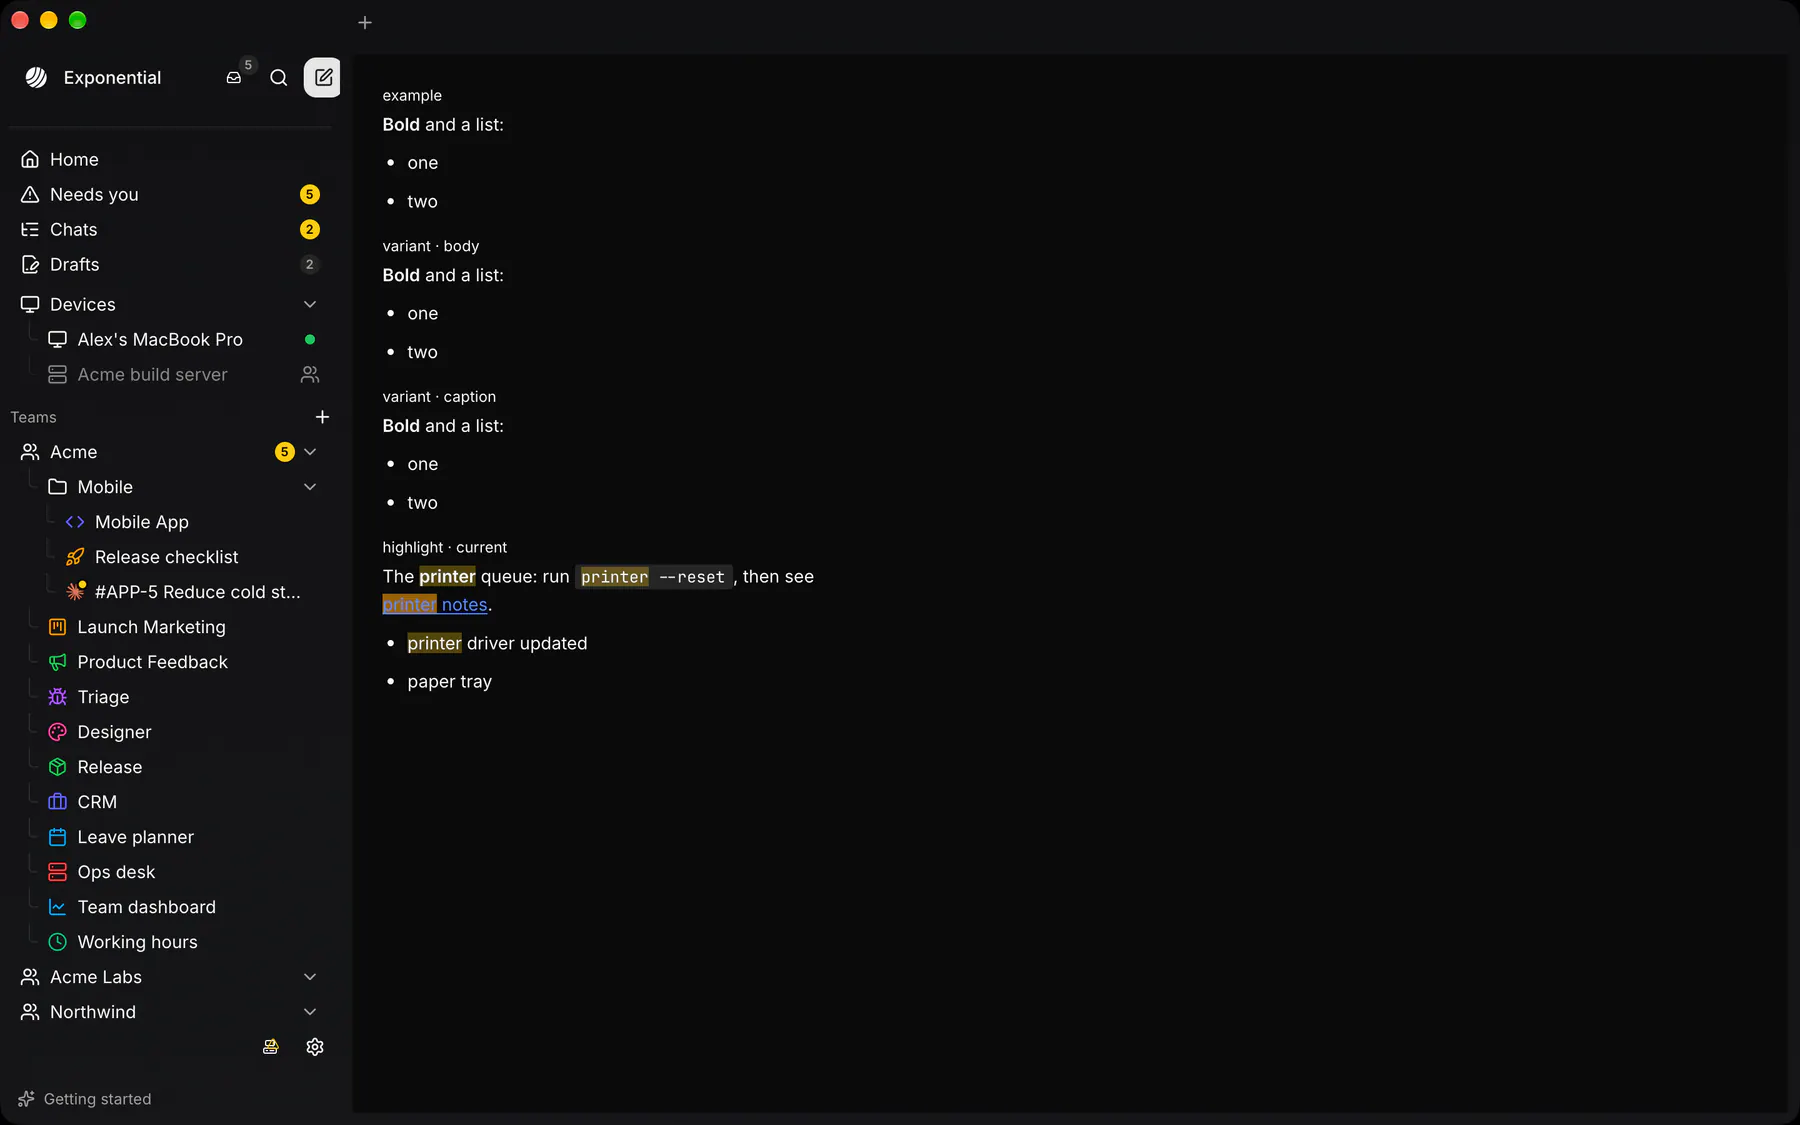 Exponential
5
Home
Needs you
5
Chats
2
Drafts
2
Devices
Alex's MacBook Pro
Acme build server
Teams
Acme
5
Mobile
Mobile App
Release checklist
#APP-5 Reduce cold st...
Launch Marketing
Product Feedback
Triage
Designer
Release
CRM
Leave planner
Ops desk
Team dashboard
Working hours
Acme Labs
Northwind
Getting started
example
Bold and a list:
• one
• two
variant · body
Bold and a list:
• one
• two
variant · caption
Bold and a list:
• one
• two
highlight · current
The printer queue: run printer --reset, then see
printer notes.
• printer driver updated
• paper tray